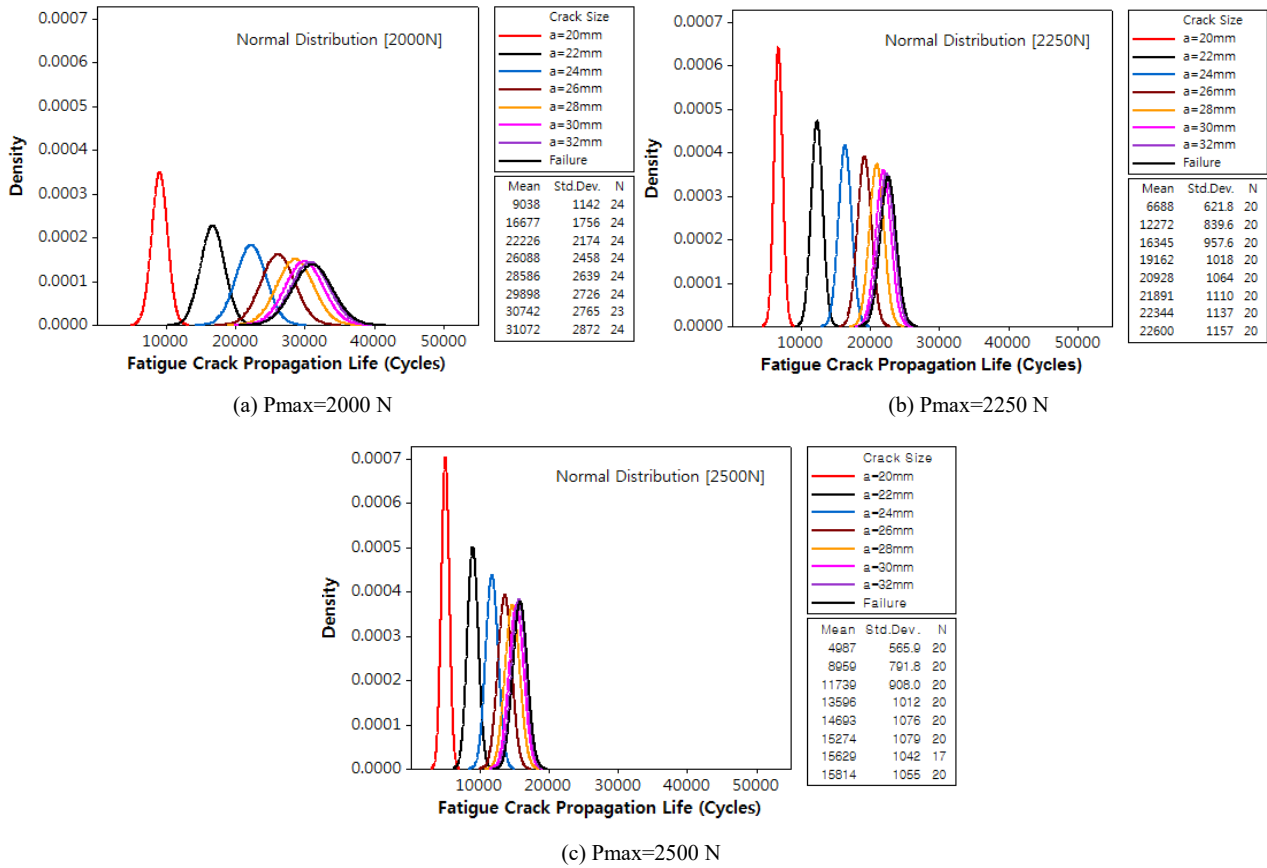 0.0007
0.0006
0.0005
0.0004
0.0003
0.0002
0.0001
0.0000
Density
Normal Distribution [2000N]
10000 20000 30000 40000 50000
Fatigue Crack Propagation Life (Cycles)
Crack Size
a=20mm
a=22mm
a=24mm
a=26mm
a=28mm
a=30mm
a=32mm
Failure
Mean Std.Dev. N
9038 1142 24
16677 1756 24
22226 2174 24
26088 2458 24
28586 2639 24
29898 2726 24
30742 2765 23
31072 2872 24
(a) Pmax=2000 N
0.0007
0.0006
0.0005
0.0004
0.0003
0.0002
0.0001
0.0000
Density
Normal Distribution [2250N]
10000 20000 30000 40000 50000
Fatigue Crack Propagation Life (Cycles)
Crack Size
a=20mm
a=22mm
a=24mm
a=26mm
a=28mm
a=30mm
a=32mm
Failure
Mean Std.Dev. N
6688 621.8 20
12272 839.6 20
16345 957.6 20
19162 1018 20
20928 1064 20
21891 1110 20
22344 1137 20
22600 1157 20
(b) Pmax=2250 N
0.0007
0.0006
0.0005
0.0004
0.0003
0.0002
0.0001
0.0000
Density
Normal Distribution [2500N]
10000 20000 30000 40000 50000
Fatigue Crack Propagation Life (Cycles)
Crack Size
a=20mm
a=22mm
a=24mm
a=26mm
a=28mm
a=30mm
a=32mm
Failure
Mean Std.Dev. N
4987 565.9 20
8959 791.8 20
11739 908.0 20
13596 1012 20
14693 1076 20
15274 1079 20
15629 1042 17
15814 1055 20
(c) Pmax=2500 N